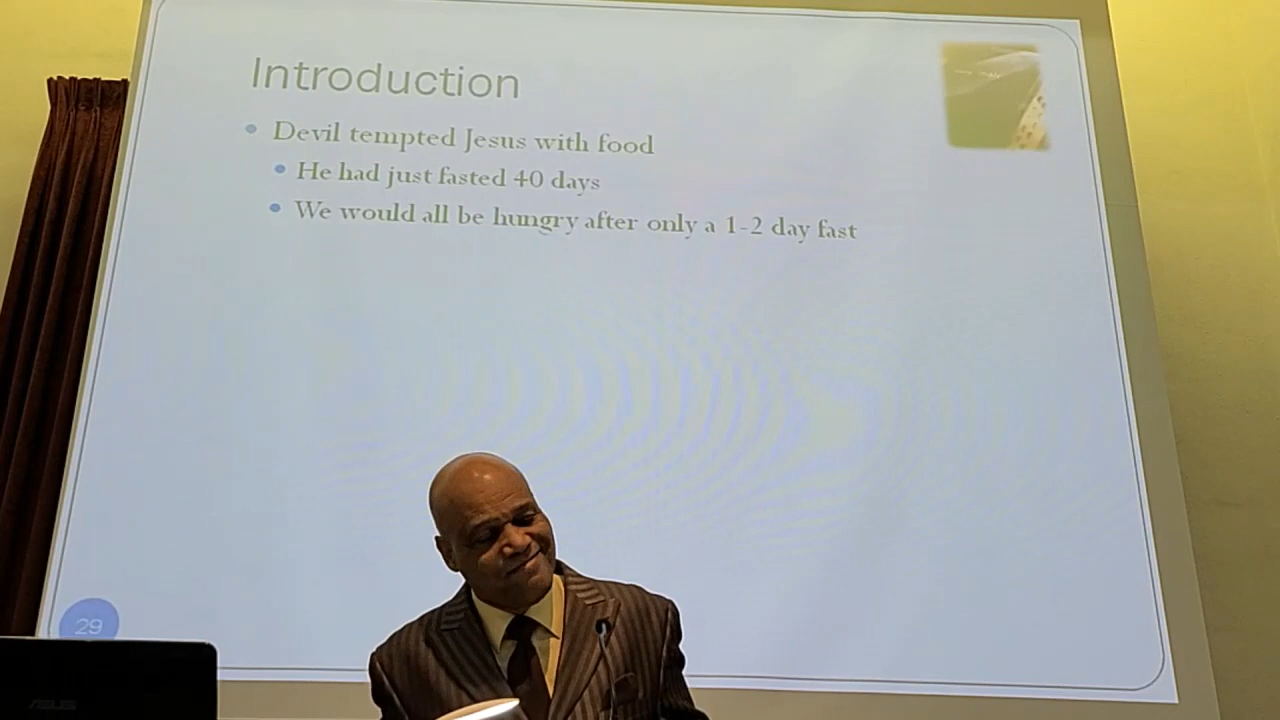 Introduction
Devil tempted Jesus with food
He had just fasted 40 days
We would all be hungry after only a 1-2 day fast
29
ASUS